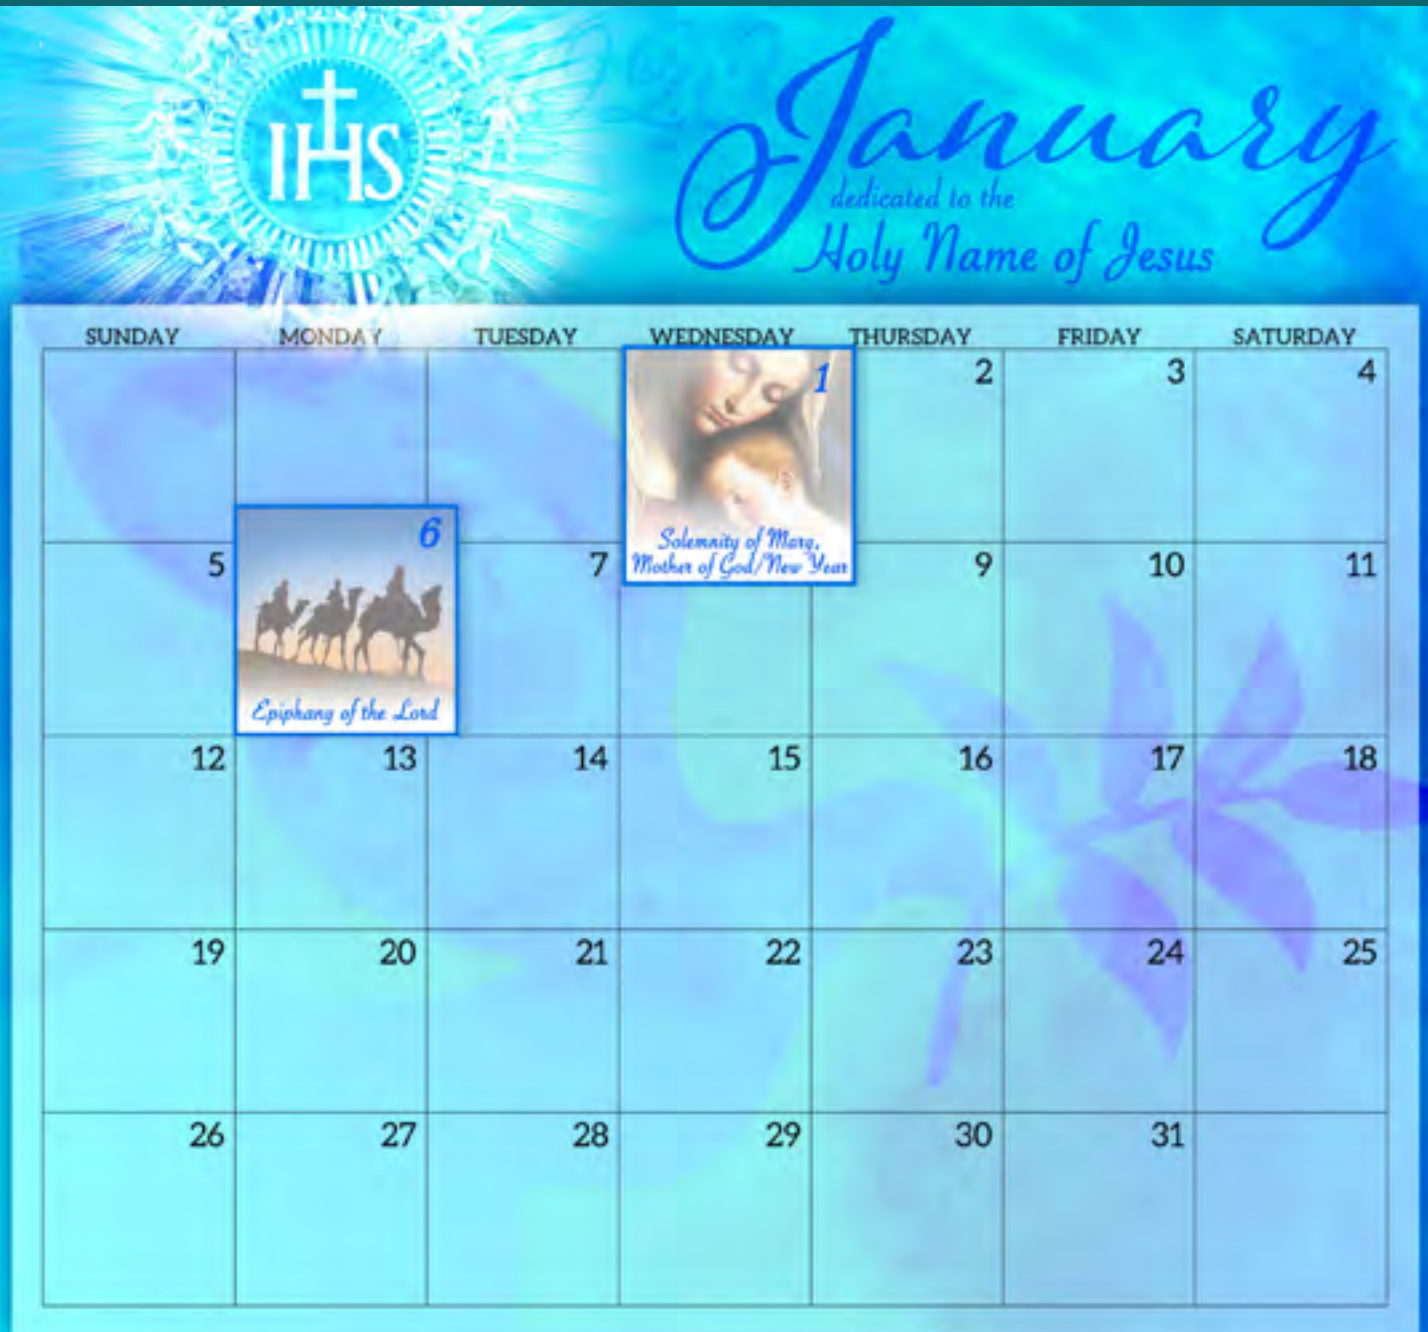 IHS
January
dedicated to the
Holy Name of Jesus
SUNDAY MONDAY TUESDAY WEDNESDAY THURSDAY FRIDAY SATURDAY
1 2 3 4
Solemnity of Mary,
Mother of God/New Year
5 6 7 9 10 11
Epiphany of the Lord
12 13 14 15 16 17 18
19 20 21 22 23 24 25
26 27 28 29 30 31